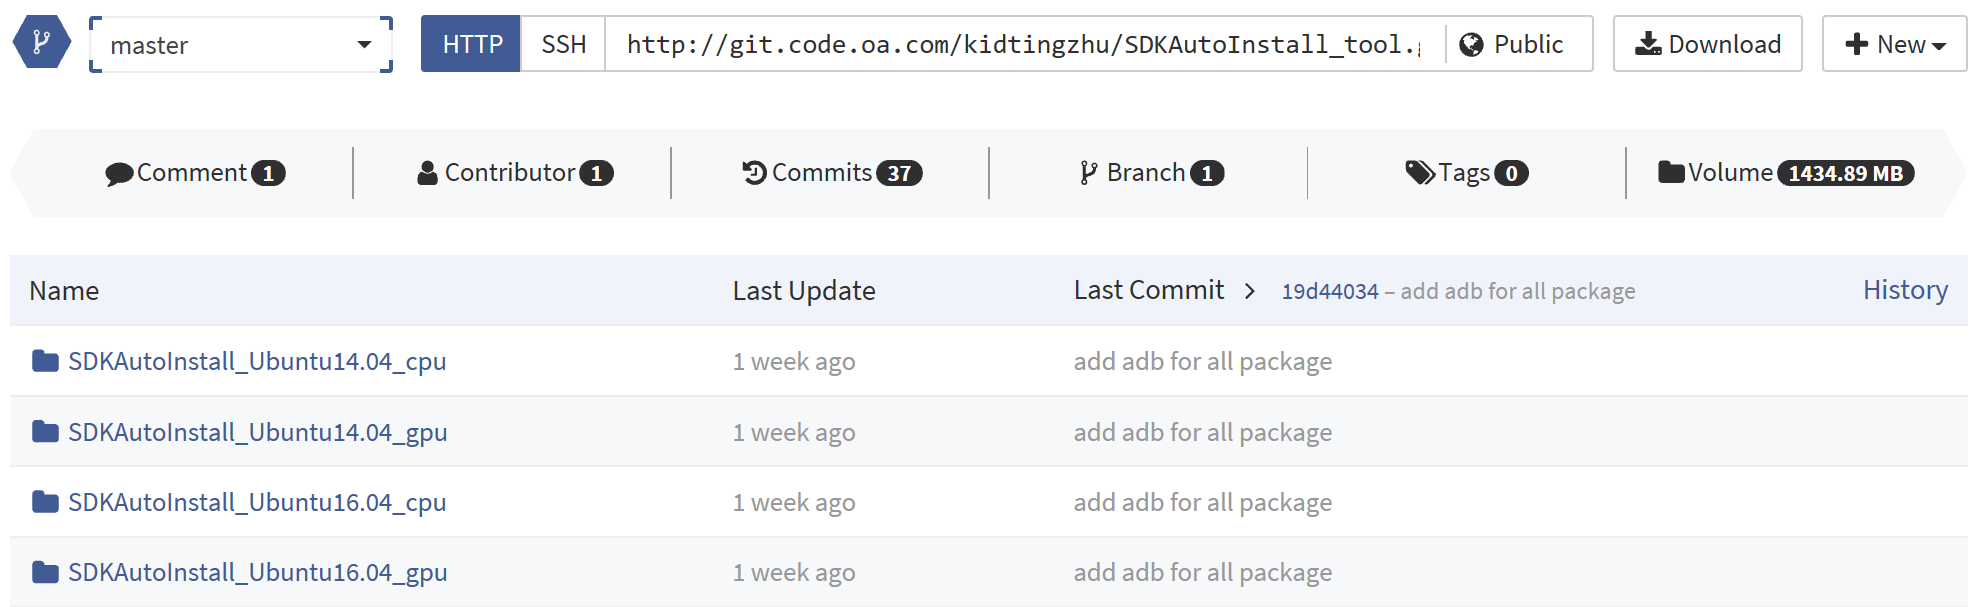 master HTTP SSH http://git.code.oa.com/kidtingzhu/SDKAutoInstall_tool. Public Download New
Comment 1 Contributor 1 Commits 37 Branch 1 Tags 0 Volume 1434.89 MB
Name Last Update Last Commit > 19d44034 – add adb for all package History
SDKAutoInstall_Ubuntu14.04_cpu 1 week ago add adb for all package
SDKAutoInstall_Ubuntu14.04_gpu 1 week ago add adb for all package
SDKAutoInstall_Ubuntu16.04_cpu 1 week ago add adb for all package
SDKAutoInstall_Ubuntu16.04_gpu 1 week ago add adb for all package